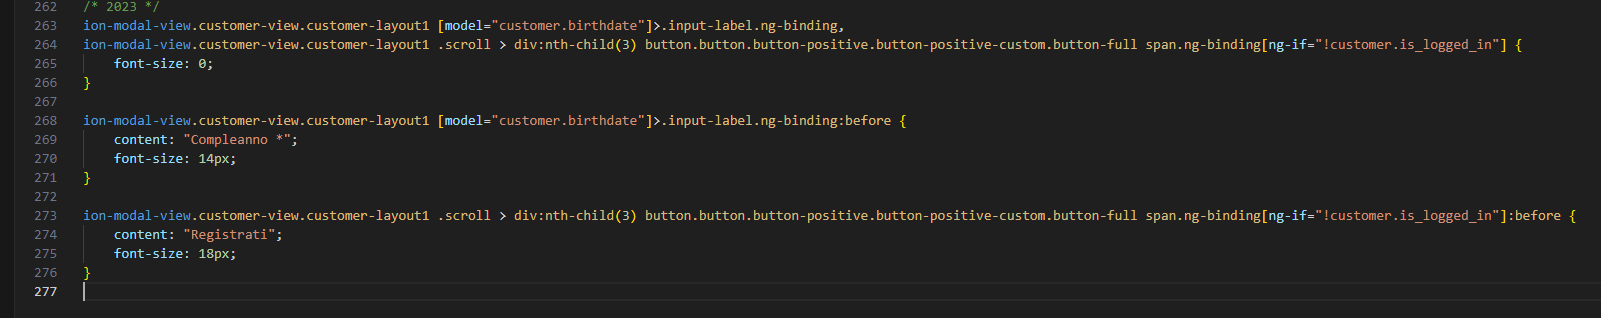 262 /* 2023 */
263 ion-modal-view.customer-view.customer-layout1 [model="customer.birthdate"]>.input-label.ng-binding,
264 ion-modal-view.customer-view.customer-layout1 .scroll > div:nth-child(3) button.button.button-positive.button-positive-custom.button-full span.ng-binding[ng-if="!customer.is_logged_in"] {
265     font-size: 0;
266 }
267
268 ion-modal-view.customer-view.customer-layout1 [model="customer.birthdate"]>.input-label.ng-binding:before {
269     content: "Compleanno *";
270     font-size: 14px;
271 }
272
273 ion-modal-view.customer-view.customer-layout1 .scroll > div:nth-child(3) button.button.button-positive.button-positive-custom.button-full span.ng-binding[ng-if="!customer.is_logged_in"]:before {
274     content: "Registrati";
275     font-size: 18px;
276 }
277